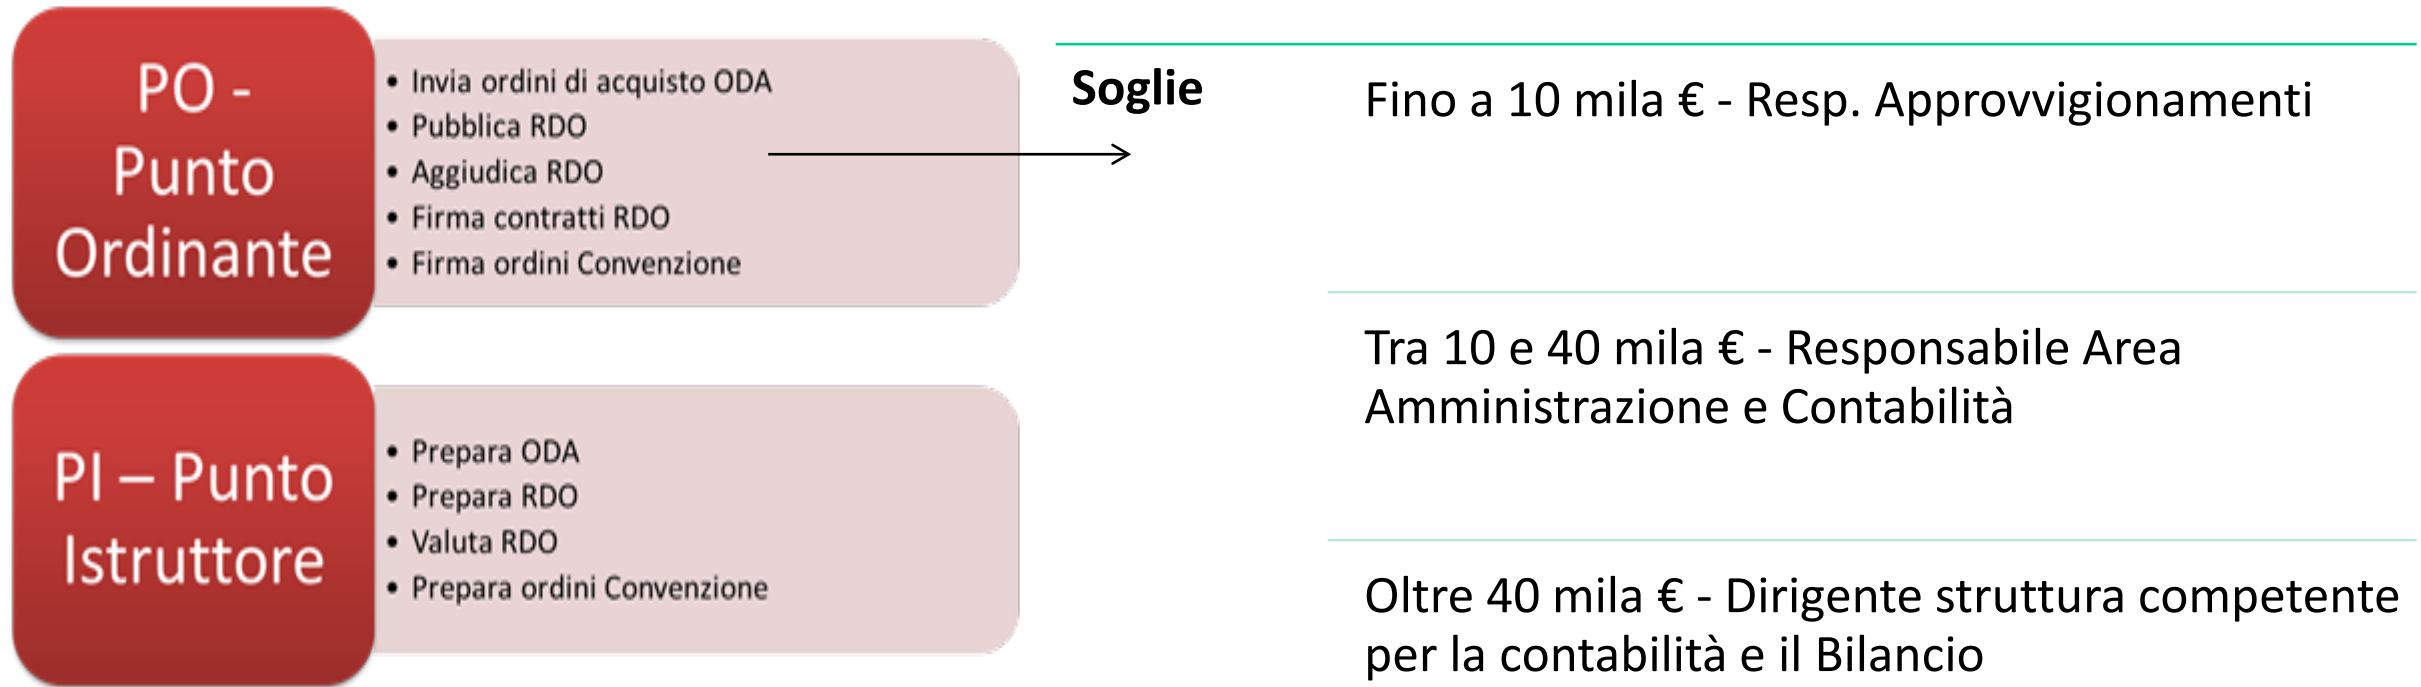 PO -
Punto
Ordinante
• Invia ordini di acquisto ODA
• Pubblica RDO
• Aggiudica RDO
• Firma contratti RDO
• Firma ordini Convenzione
PI – Punto
Istruttore
• Prepara ODA
• Prepara RDO
• Valuta RDO
• Prepara ordini Convenzione
Soglie
Fino a 10 mila € - Resp. Approvvigionamenti
Tra 10 e 40 mila € - Responsabile Area
Amministrazione e Contabilità
Oltre 40 mila € - Dirigente struttura competente
per la contabilità e il Bilancio